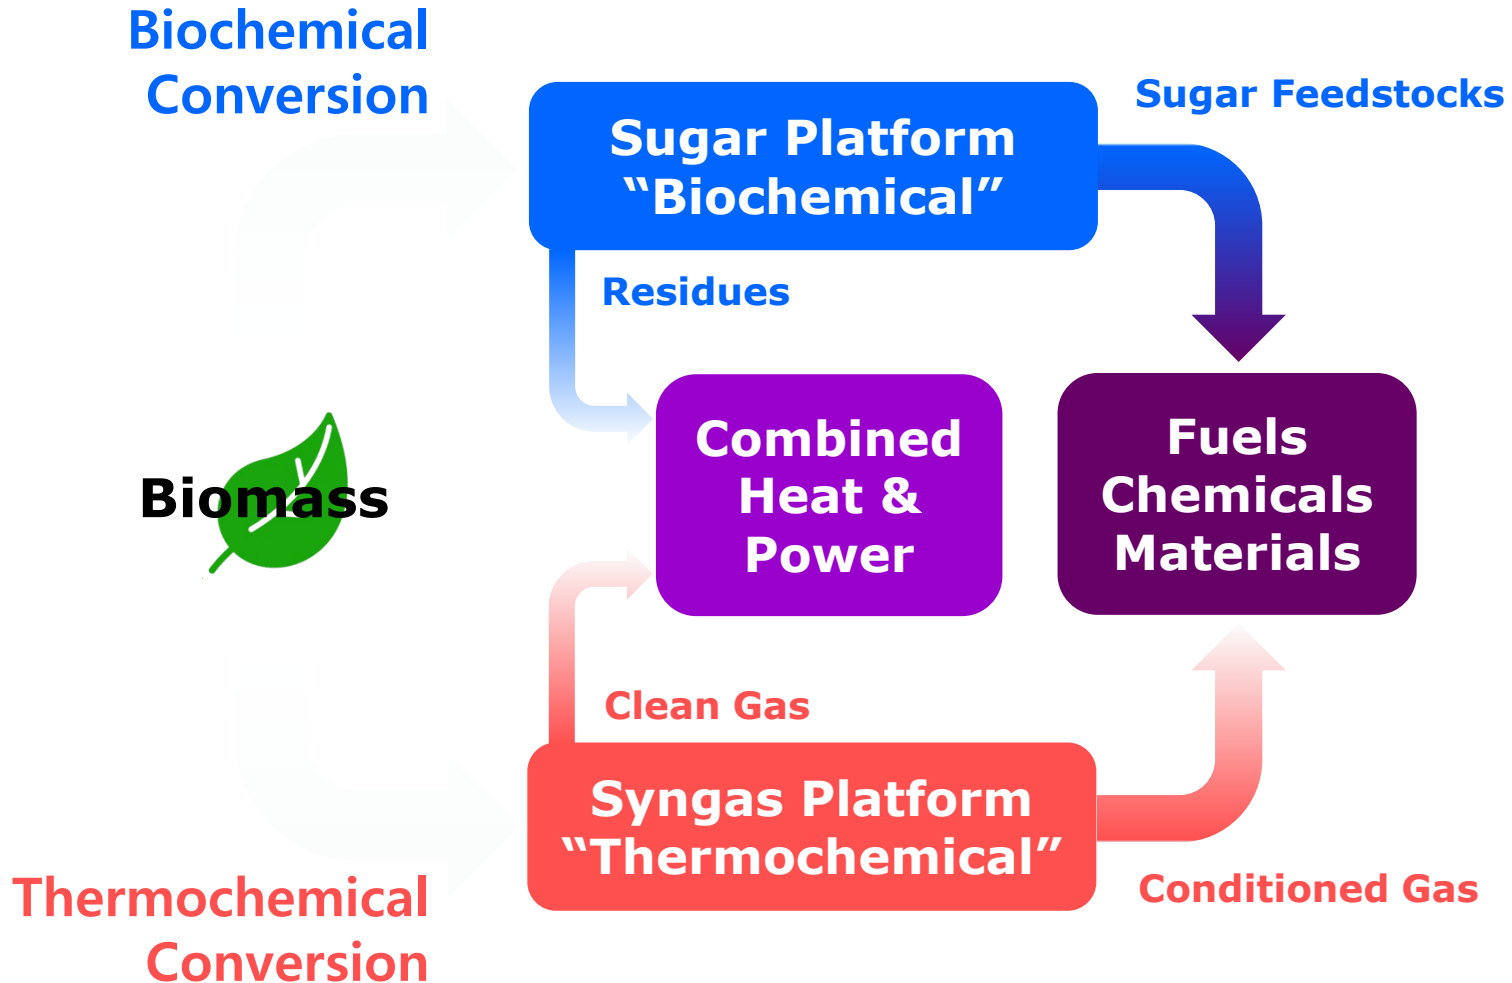 Biochemical
Conversion
Sugar Platform
“Biochemical”
Sugar Feedstocks
Residues
Biomass
Combined
Heat &
Power
Fuels
Chemicals
Materials
Clean Gas
Syngas Platform
“Thermochemical”
Thermochemical
Conversion
Conditioned Gas